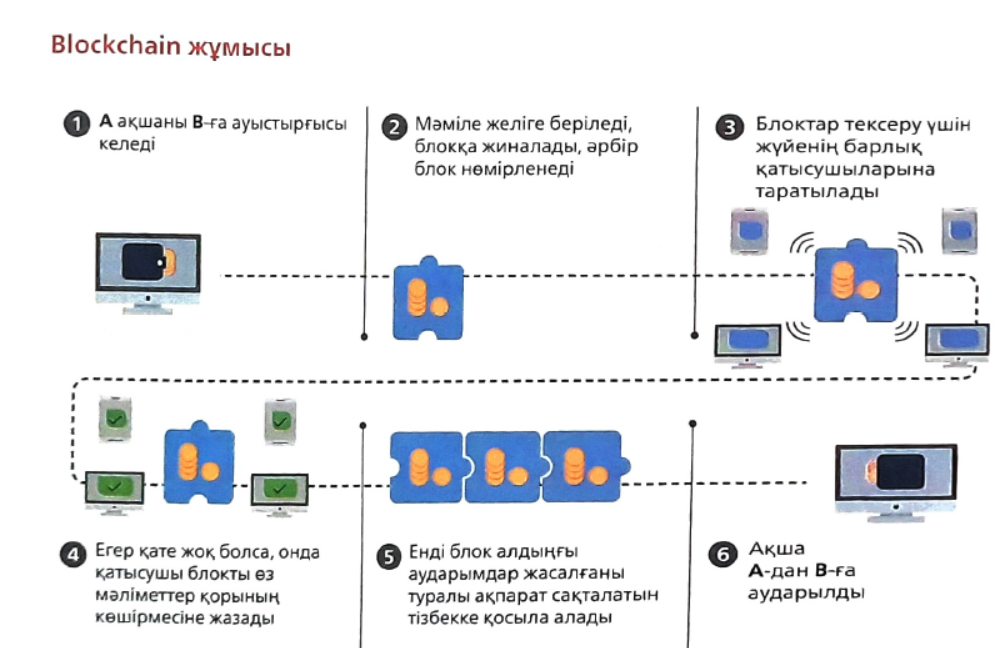 Blockchain жұмысы
1 А ақшаны В–ға ауыстырғысы
келеді
2 Мәміле желіге беріледі,
блокқа жиналады, әрбір
блок нөмірленеді
3 Блоктар тексеру үшін
жүйенің барлық
қатысушыларына
таратылады
4 Егер қате жоқ болса, онда
қатысушы блокты өз
мәліметтер қорының
көшірмесіне жазады
5 Енді блок алдыңғы
аударымдар жасалғаны
туралы ақпарат сақталатын
тізбекке қосыла алады
6 Ақша
А-дан В–ға
аударылды